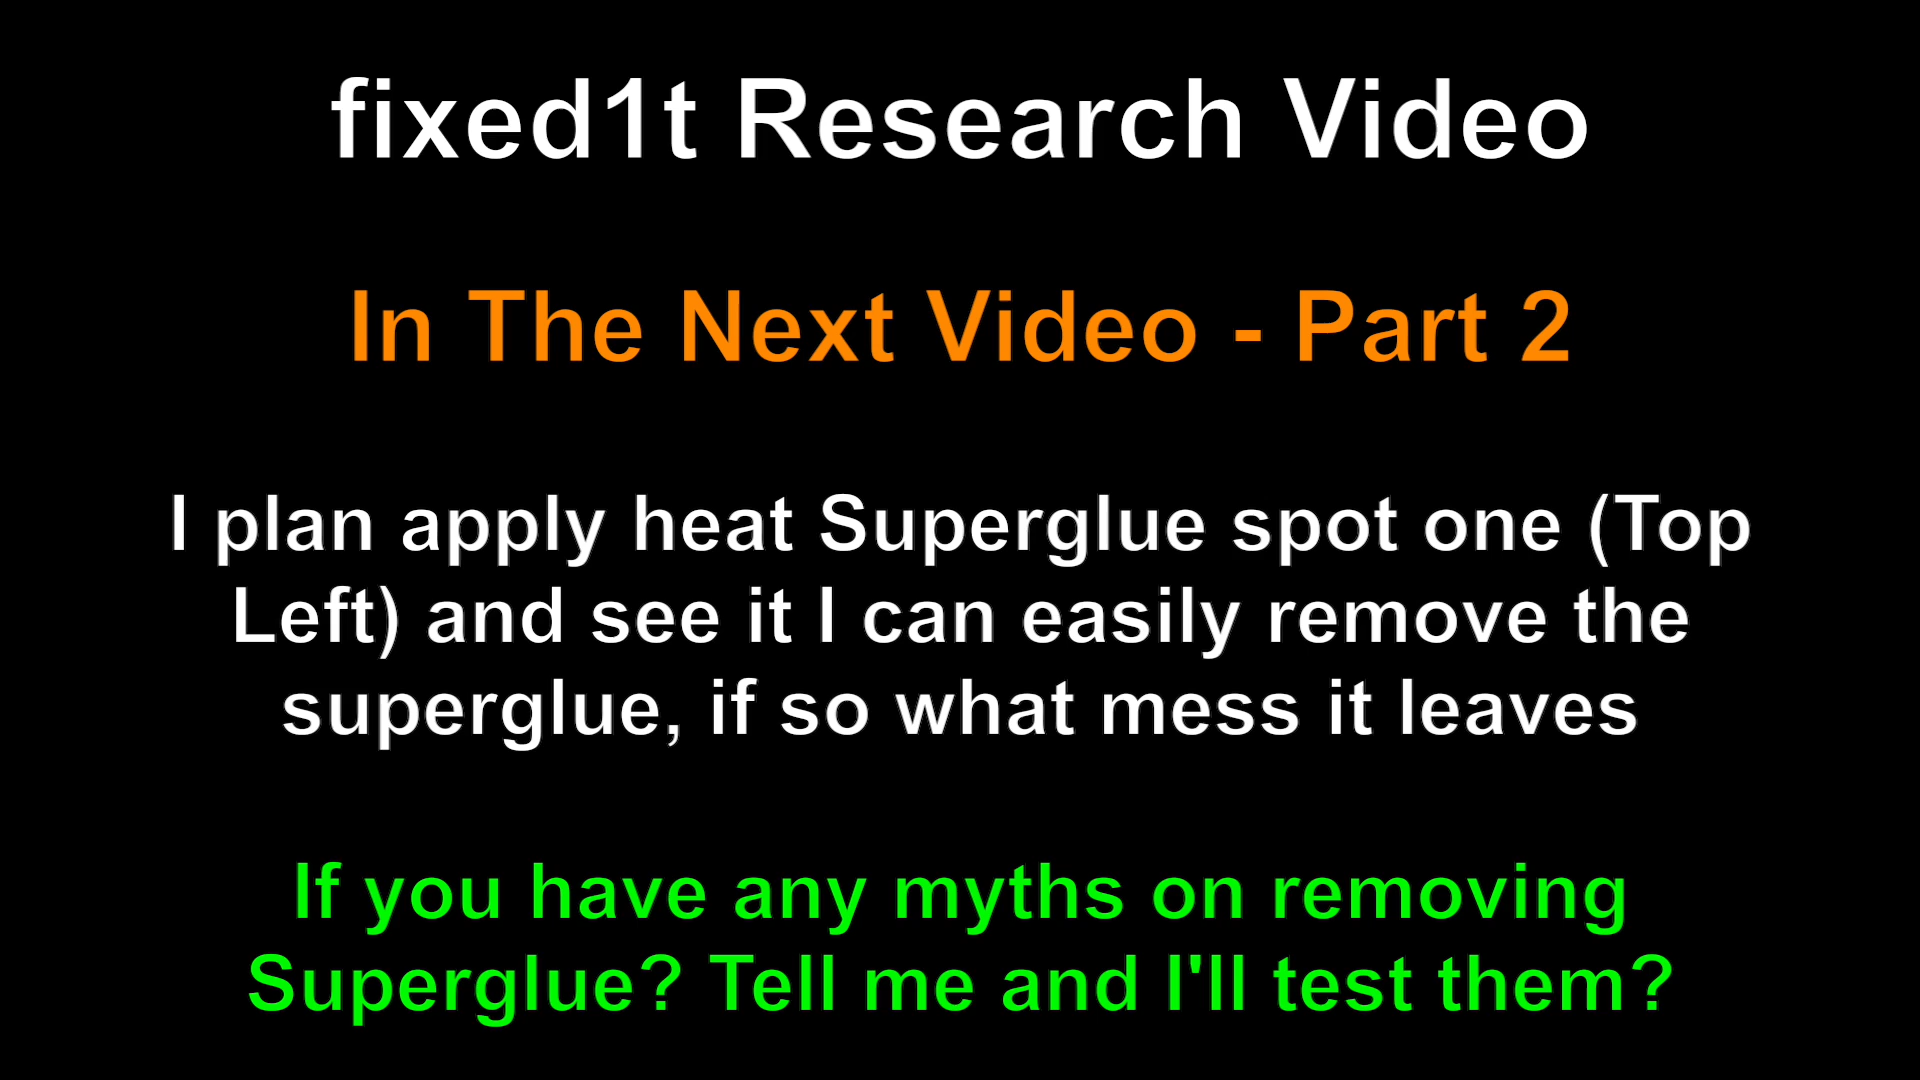 fixed1t Research Video
In The Next Video - Part 2
I plan apply heat Superglue spot one (Top
Left) and see it I can easily remove the
superglue, if so what mess it leaves
If you have any myths on removing
Superglue? Tell me and I'll test them?